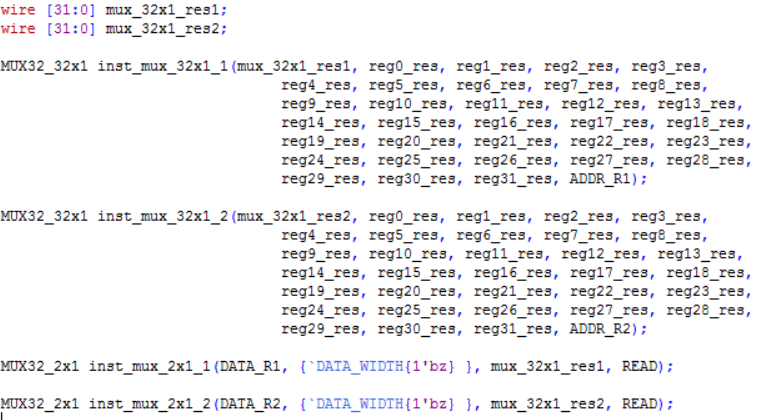 wire [31:0] mux_32x1_res1;
wire [31:0] mux_32x1_res2;
MUX32_32x1 inst_mux_32x1_1(mux_32x1_res1, reg0_res, reg1_res, reg2_res, reg3_res,
reg4_res, reg5_res, reg6_res, reg7_res, reg8_res,
reg9_res, reg10_res, reg11_res, reg12_res, reg13_res,
reg14_res, reg15_res, reg16_res, reg17_res, reg18_res,
reg19_res, reg20_res, reg21_res, reg22_res, reg23_res,
reg24_res, reg25_res, reg26_res, reg27_res, reg28_res,
reg29_res, reg30_res, reg31_res, ADDR_R1);
MUX32_32x1 inst_mux_32x1_2(mux_32x1_res2, reg0_res, reg1_res, reg2_res, reg3_res,
reg4_res, reg5_res, reg6_res, reg7_res, reg8_res,
reg9_res, reg10_res, reg11_res, reg12_res, reg13_res,
reg14_res, reg15_res, reg16_res, reg17_res, reg18_res,
reg19_res, reg20_res, reg21_res, reg22_res, reg23_res,
reg24_res, reg25_res, reg26_res, reg27_res, reg28_res,
reg29_res, reg30_res, reg31_res, ADDR_R2);
MUX32_2x1 inst_mux_2x1_1(DATA_R1, {`DATA_WIDTH{1'bz} }, mux_32x1_res1, READ);
MUX32_2x1 inst_mux_2x1_2(DATA_R2, {`DATA_WIDTH{1'bz} }, mux_32x1_res2, READ);